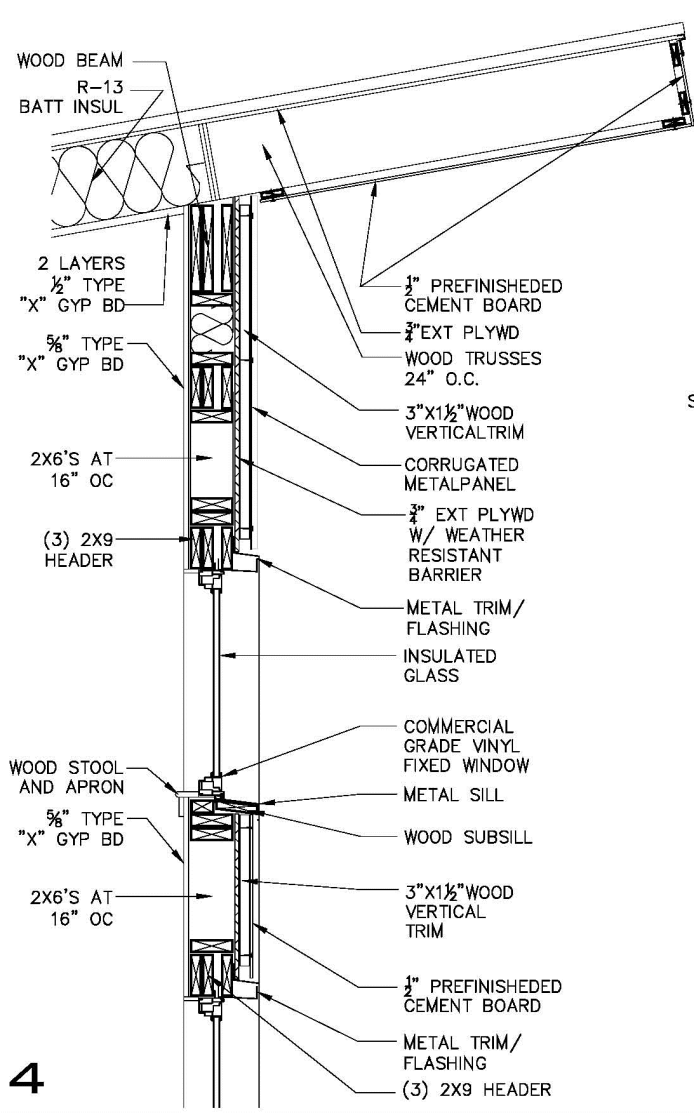 WOOD BEAM
R-13
BATT INSUL
2 LAYERS
½" TYPE
"X" GYP BD
⅝" TYPE
"X" GYP BD
2X6'S AT
16" OC
(3) 2X9
HEADER
WOOD STOOL
AND APRON
⅝" TYPE
"X" GYP BD
2X6'S AT
16" OC
4
½" PREFINISHEDED
CEMENT BOARD
¾"EXT PLYWD
WOOD TRUSSES
24" O.C.
3"X1½"WOOD
VERTICALTRIM
CORRUGATED
METALPANEL
¾" EXT PLYWD
W/ WEATHER
RESISTANT
BARRIER
METAL TRIM/
FLASHING
INSULATED
GLASS
COMMERCIAL
GRADE VINYL
FIXED WINDOW
METAL SILL
WOOD SUBSILL
3"X1½"WOOD
VERTICAL
TRIM
½" PREFINISHEDED
CEMENT BOARD
METAL TRIM/
FLASHING
(3) 2X9 HEADER
S